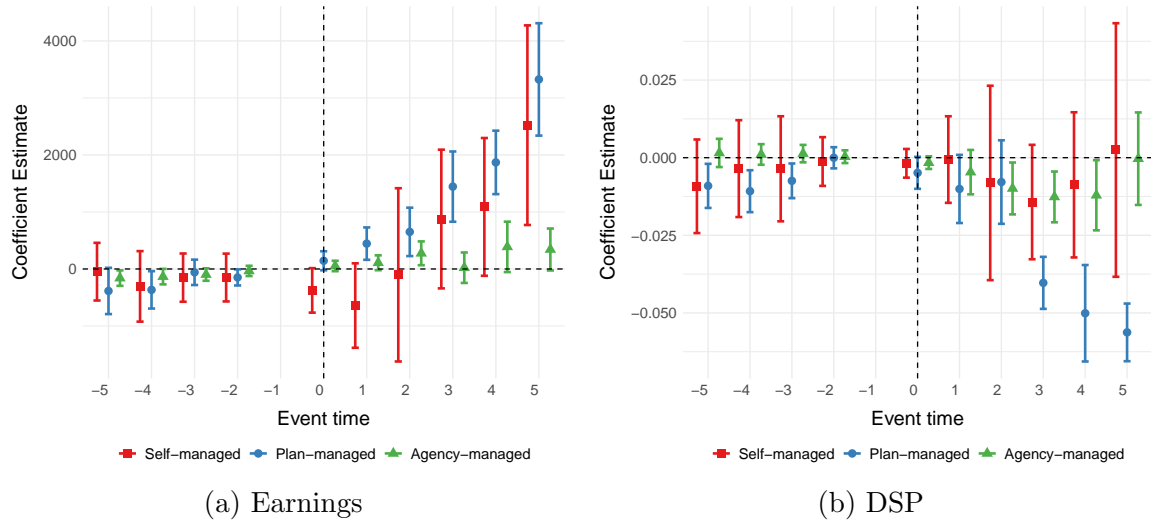 4000
2000
0
Coefficient Estimate
−5 −4 −3 −2 −1 0 1 2 3 4 5
Event time
Self−managed Plan−managed Agency−managed
(a) Earnings
0.025
0.000
−0.025
−0.050
Coefficient Estimate
−5 −4 −3 −2 −1 0 1 2 3 4 5
Event time
Self−managed Plan−managed Agency−managed
(b) DSP